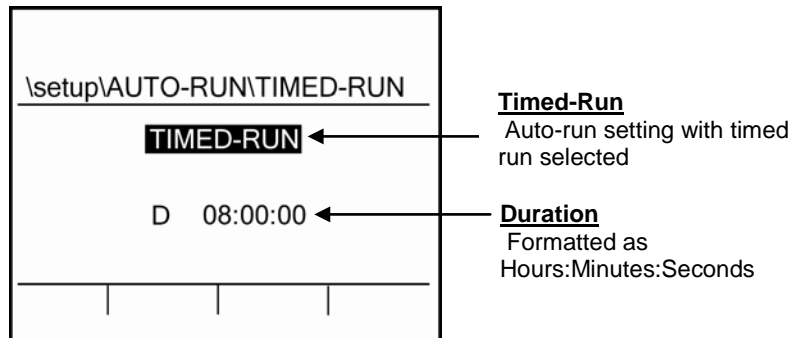 \setup\AUTO-RUN\TIMED-RUN
TIMED-RUN
D 08:00:00
Timed-Run
Auto-run setting with timed
run selected
Duration
Formatted as
Hours:Minutes:Seconds